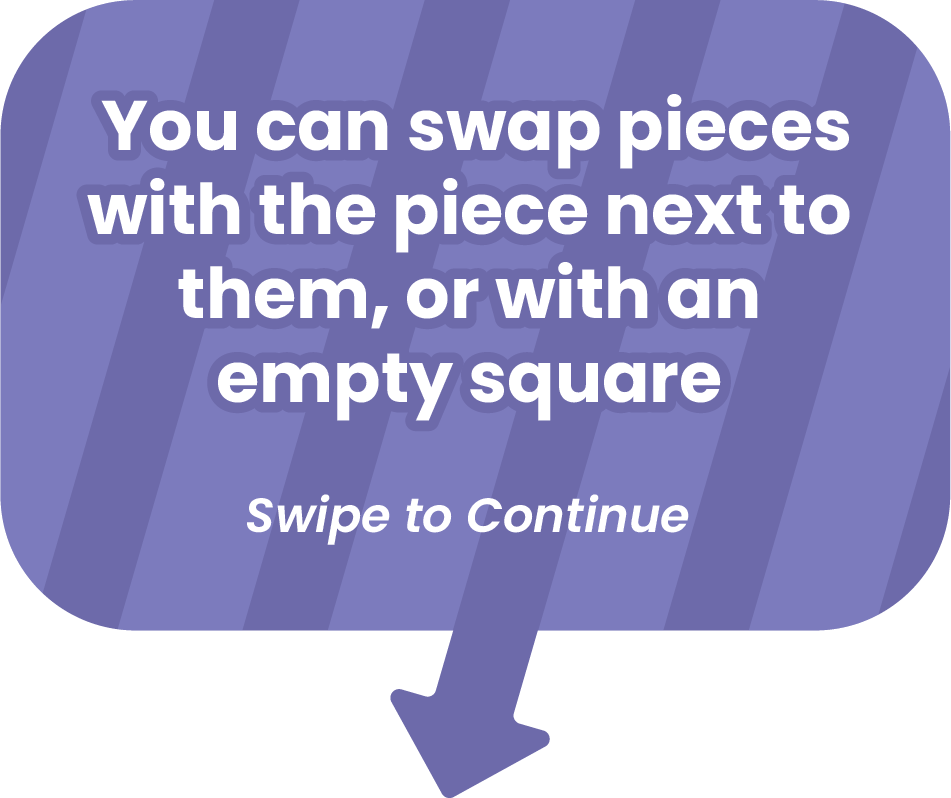 You can swap pieces
with the piece next to
them, or with an
empty square
Swipe to Continue